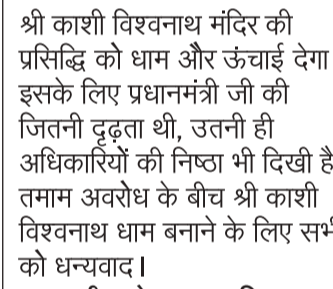 श्री काशी विश्वनाथ मंदिर की
प्रसिद्धि को धाम और ऊंचाई देगा
इसके लिए प्रधानमंत्री जी की
जितनी दृढ़ता थी, उतनी ही
अधिकारियों की निष्ठा भी दिखी है
तमाम अवरोध के बीच श्री काशी
विश्वनाथ धाम बनाने के लिए सभी
को धन्यवाद।